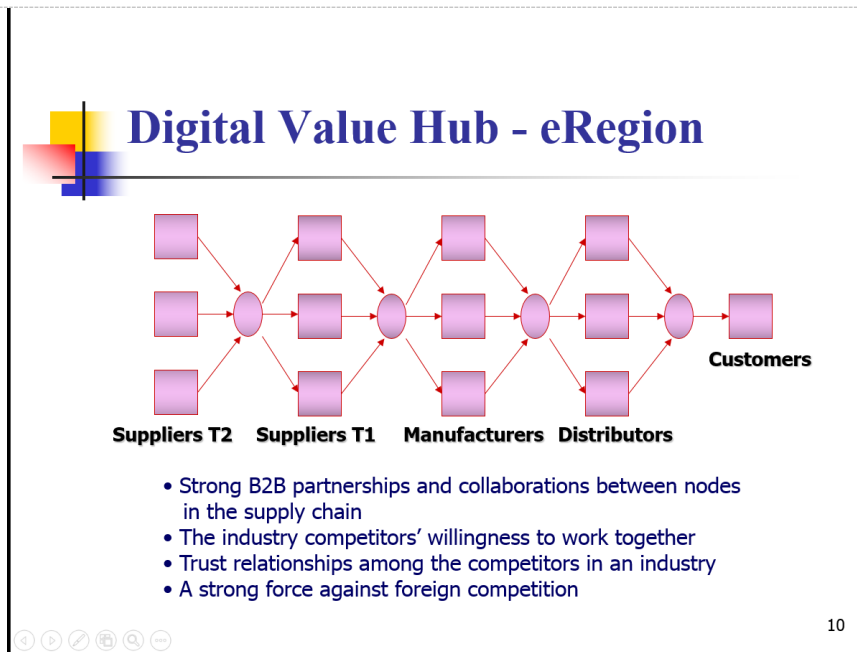 Digital Value Hub - eRegion
Customers
Suppliers T2 Suppliers T1 Manufacturers Distributors
• Strong B2B partnerships and collaborations between nodes
in the supply chain
• The industry competitors’ willingness to work together
• Trust relationships among the competitors in an industry
• A strong force against foreign competition
10